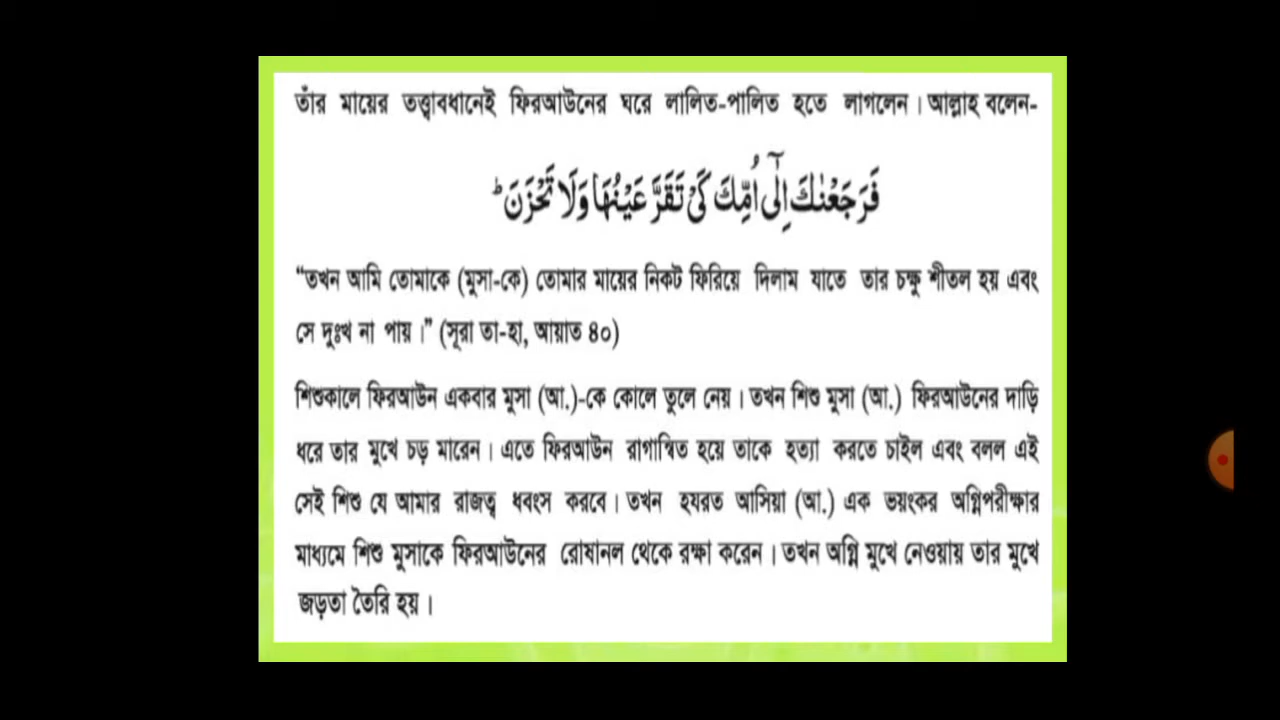 তাঁর মায়ের তত্ত্বাবধানেই ফিরআউনের ঘরে লালিত-পালিত হতে লাগলেন। আল্লাহ বলেন-
فَرَجَعْنٰكَ اِلٰٓى اُمِّكَ كَىْ تَقَرَّ عَيْنُهَا وَلَا تَحْزَنَ ؕ
“তখন আমি তোমাকে (মুসা-কে) তোমার মায়ের নিকট ফিরিয়ে দিলাম যাতে তার চক্ষু শীতল হয় এবং
সে দুঃখ না পায়।” (সূরা তা-হা, আয়াত ৪০)
শিশুকালে ফিরআউন একবার মুসা (আ.)-কে কোলে তুলে নেয়। তখন শিশু মুসা (আ.) ফিরআউনের দাড়ি
ধরে তার মুখে চড় মারেন। এতে ফিরআউন রাগান্বিত হয়ে তাকে হত্যা করতে চাইল এবং বলল এই
সেই শিশু যে আমার রাজত্ব ধবংস করবে। তখন হযরত আসিয়া (আ.) এক ভয়ংকর অগ্নিপরীক্ষার
মাধ্যমে শিশু মুসাকে ফিরআউনের রোষানল থেকে রক্ষা করেন। তখন অগ্নি মুখে নেওয়ায় তার মুখে
জড়তা তৈরি হয়।